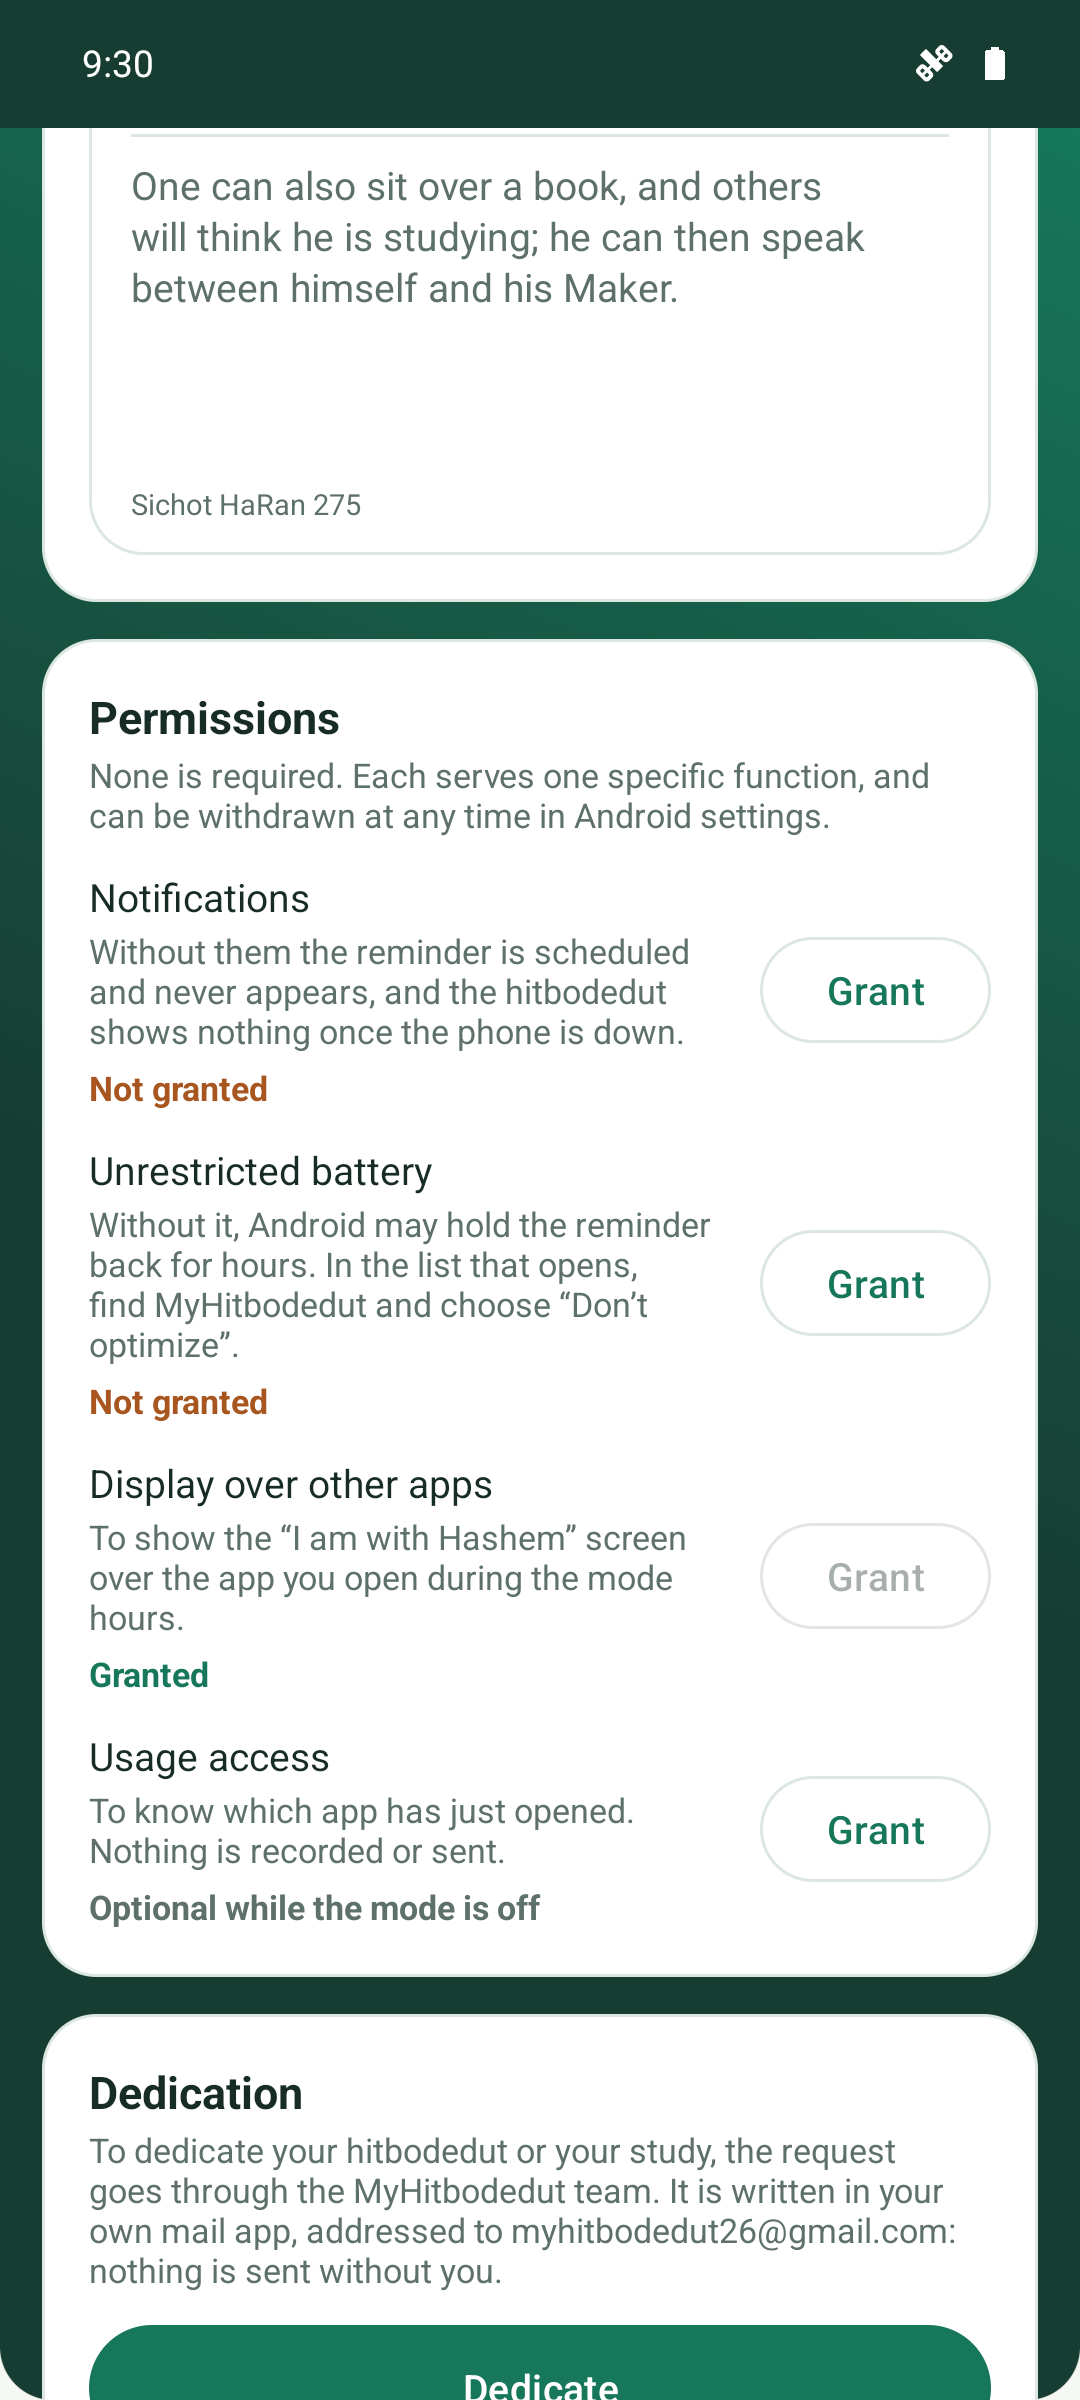 9:30
One can also sit over a book, and others
will think he is studying; he can then speak
between himself and his Maker.
Sichot HaRan 275
Permissions
None is required. Each serves one specific function, and
can be withdrawn at any time in Android settings.
Notifications
Without them the reminder is scheduled
and never appears, and the hitbodedut
shows nothing once the phone is down.
Not granted
Grant
Unrestricted battery
Without it, Android may hold the reminder
back for hours. In the list that opens,
find MyHitbodedut and choose “Don’t
optimize”.
Not granted
Grant
Display over other apps
To show the “I am with Hashem” screen
over the app you open during the mode
hours.
Granted
Grant
Usage access
To know which app has just opened.
Nothing is recorded or sent.
Optional while the mode is off
Grant
Dedication
To dedicate your hitbodedut or your study, the request
goes through the MyHitbodedut team. It is written in your
own mail app, addressed to myhitbodedut26@gmail.com:
nothing is sent without you.
Dedicate